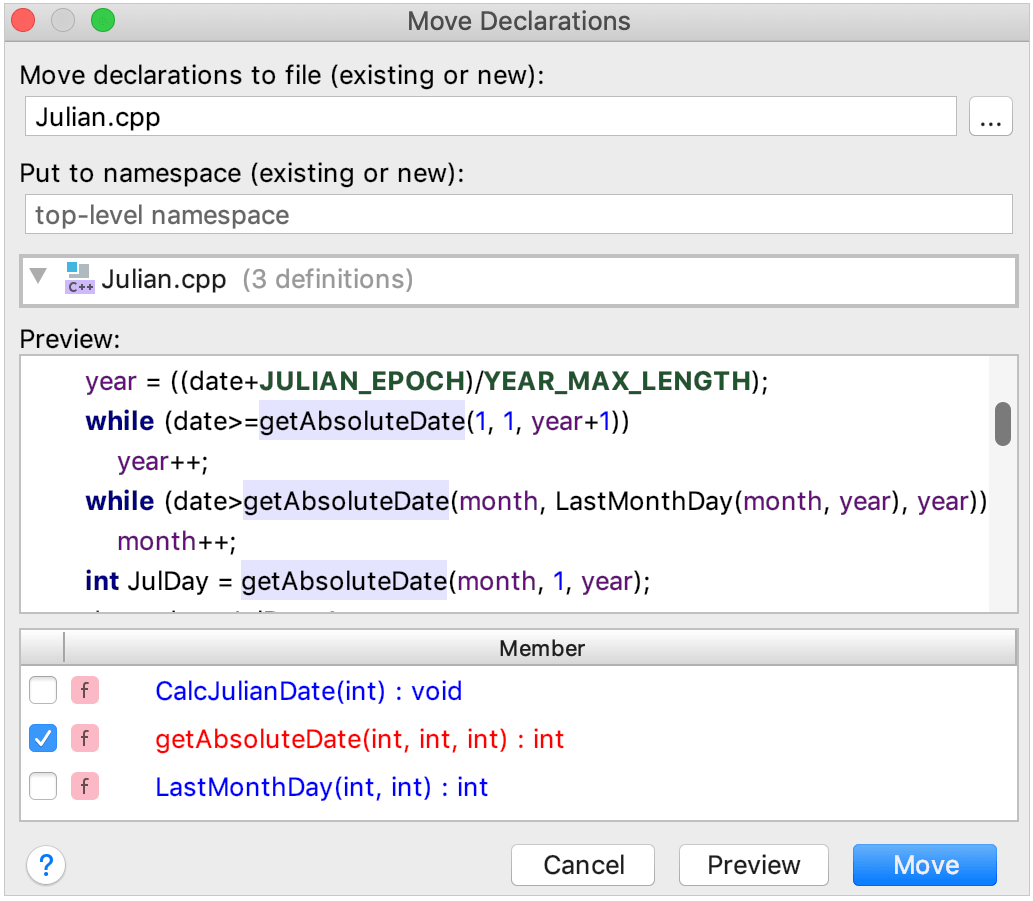 Move Declarations
Move declarations to file (existing or new):
Julian.cpp
...
Put to namespace (existing or new):
top-level namespace
C++ Julian.cpp (3 definitions)
Preview:
year = ((date+JULIAN_EPOCH)/YEAR_MAX_LENGTH);
while (date>=getAbsoluteDate(1, 1, year+1))
year++;
while (date>getAbsoluteDate(month, LastMonthDay(month, year), year))
month++;
int JulDay = getAbsoluteDate(month, 1, year);
Member
f CalcJulianDate(int) : void
f getAbsoluteDate(int, int, int) : int
f LastMonthDay(int, int) : int
? Cancel Preview Move